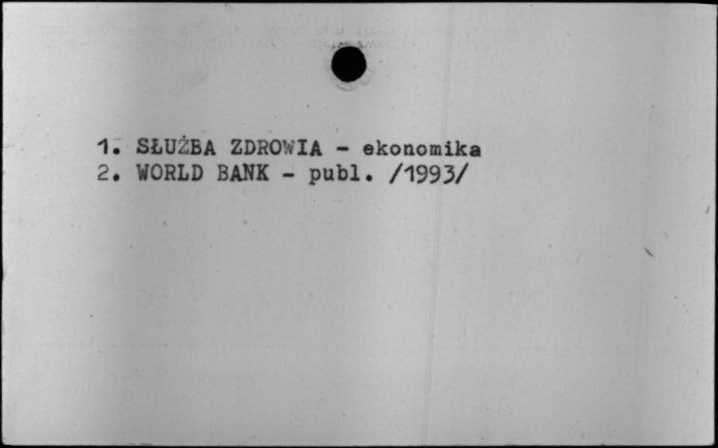 1. SŁUŻBA ZDROWIA - ekonomika
2. WORLD BANK - publ. /1993/